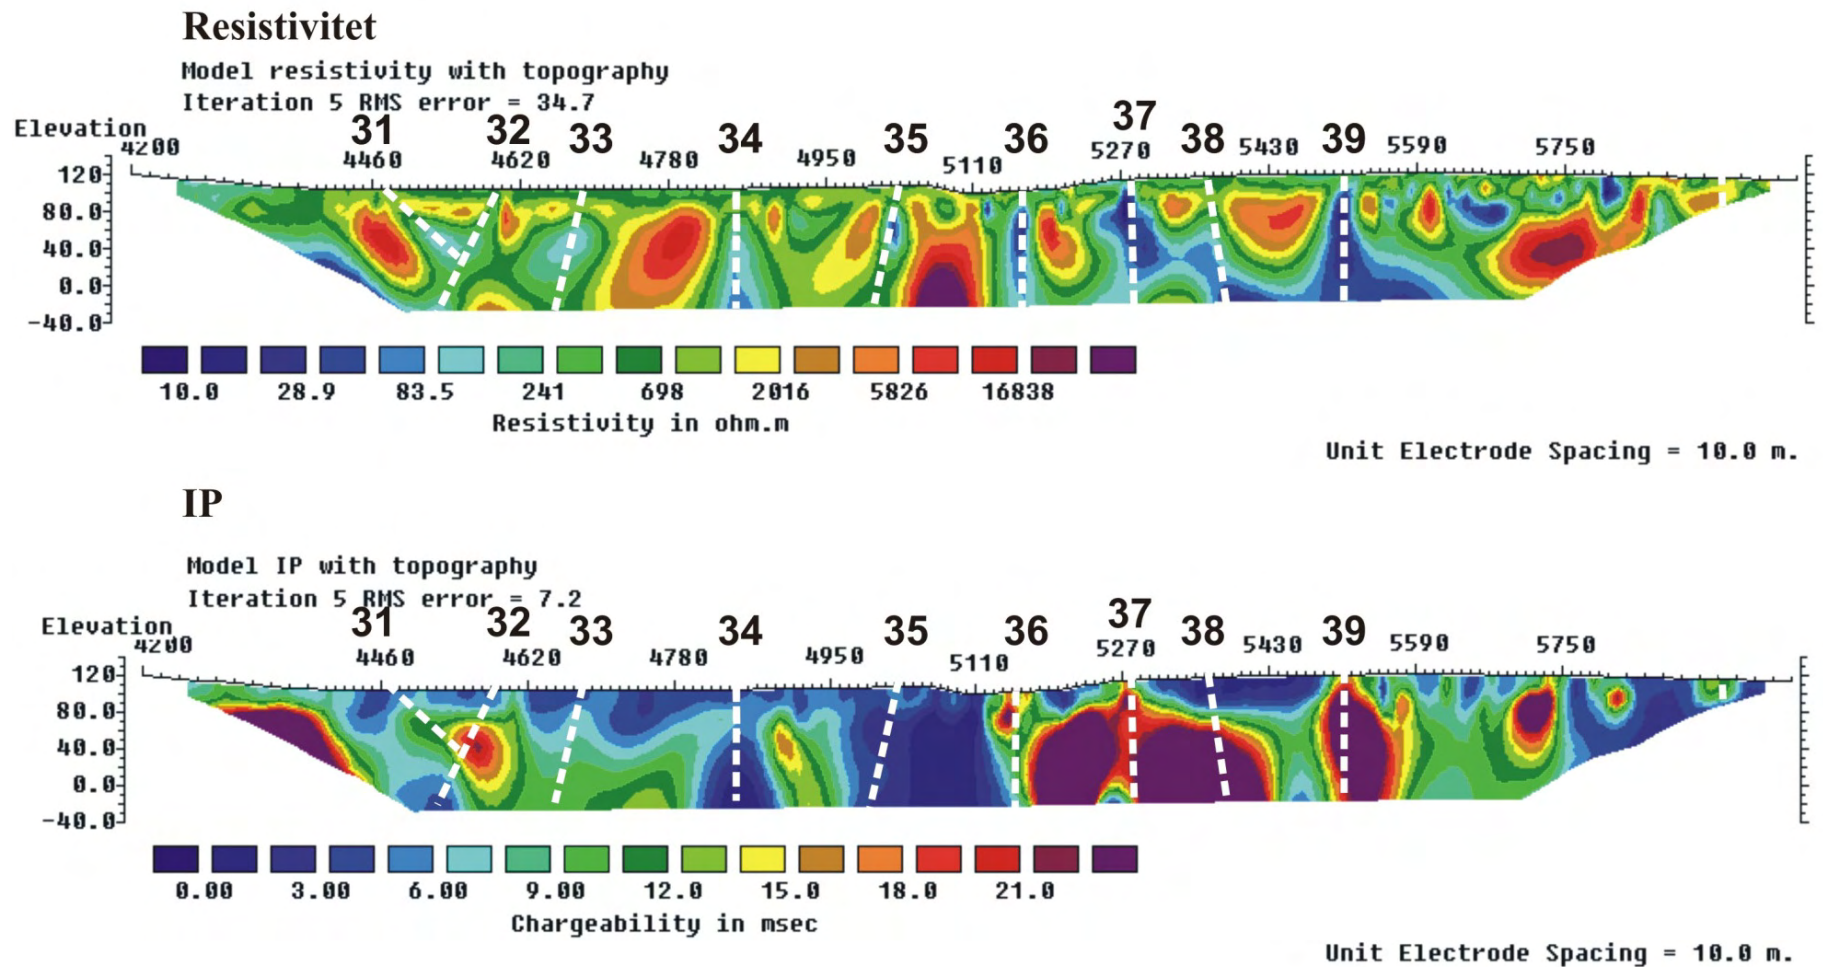 Resistivitet
Model resistivity with topography
Iteration 5 RMS error = 34.7
31 32 33 34 35 36 37 38 39
Elevation
4200 4460 4620 4780 4950 5110 5270 5430 5590 5750
120
80.0
40.0
0.0
-40.0
10.0 28.9 83.5 241 698 2016 5826 16838
Resistivity in ohm.m
Unit Electrode Spacing = 10.0 m.
IP
Model IP with topography
Iteration 5 RMS error = 7.2
31 32 33 34 35 36 37 38 39
Elevation
4200 4460 4620 4780 4950 5110 5270 5430 5590 5750
120
80.0
40.0
0.0
-40.0
0.00 3.00 6.00 9.00 12.0 15.0 18.0 21.0
Chargeability in msec
Unit Electrode Spacing = 10.0 m.